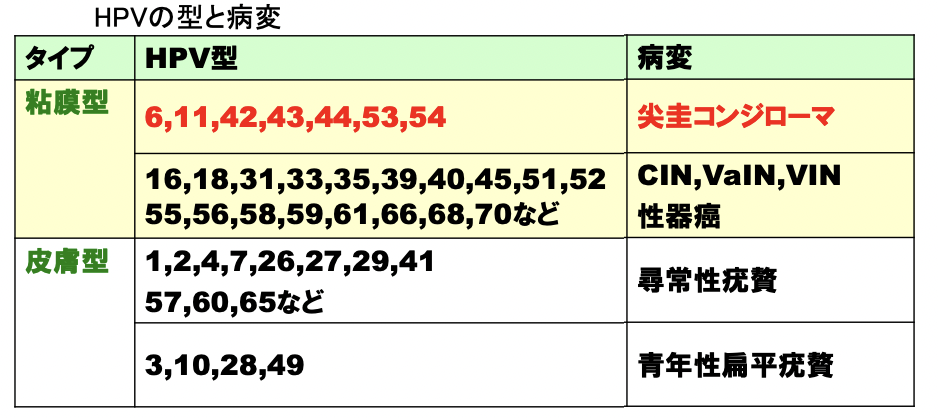 HPVの型と病変
タイプ HPV型 病変
粘膜型 6,11,42,43,44,53,54 尖圭コンジローマ
16,18,31,33,35,39,40,45,51,52 CIN,VaIN,VIN
55,56,58,59,61,66,68,70など 性器癌
皮膚型 1,2,4,7,26,27,29,41
57,60,65など 尋常性疣贅
3,10,28,49 青年性扁平疣贅